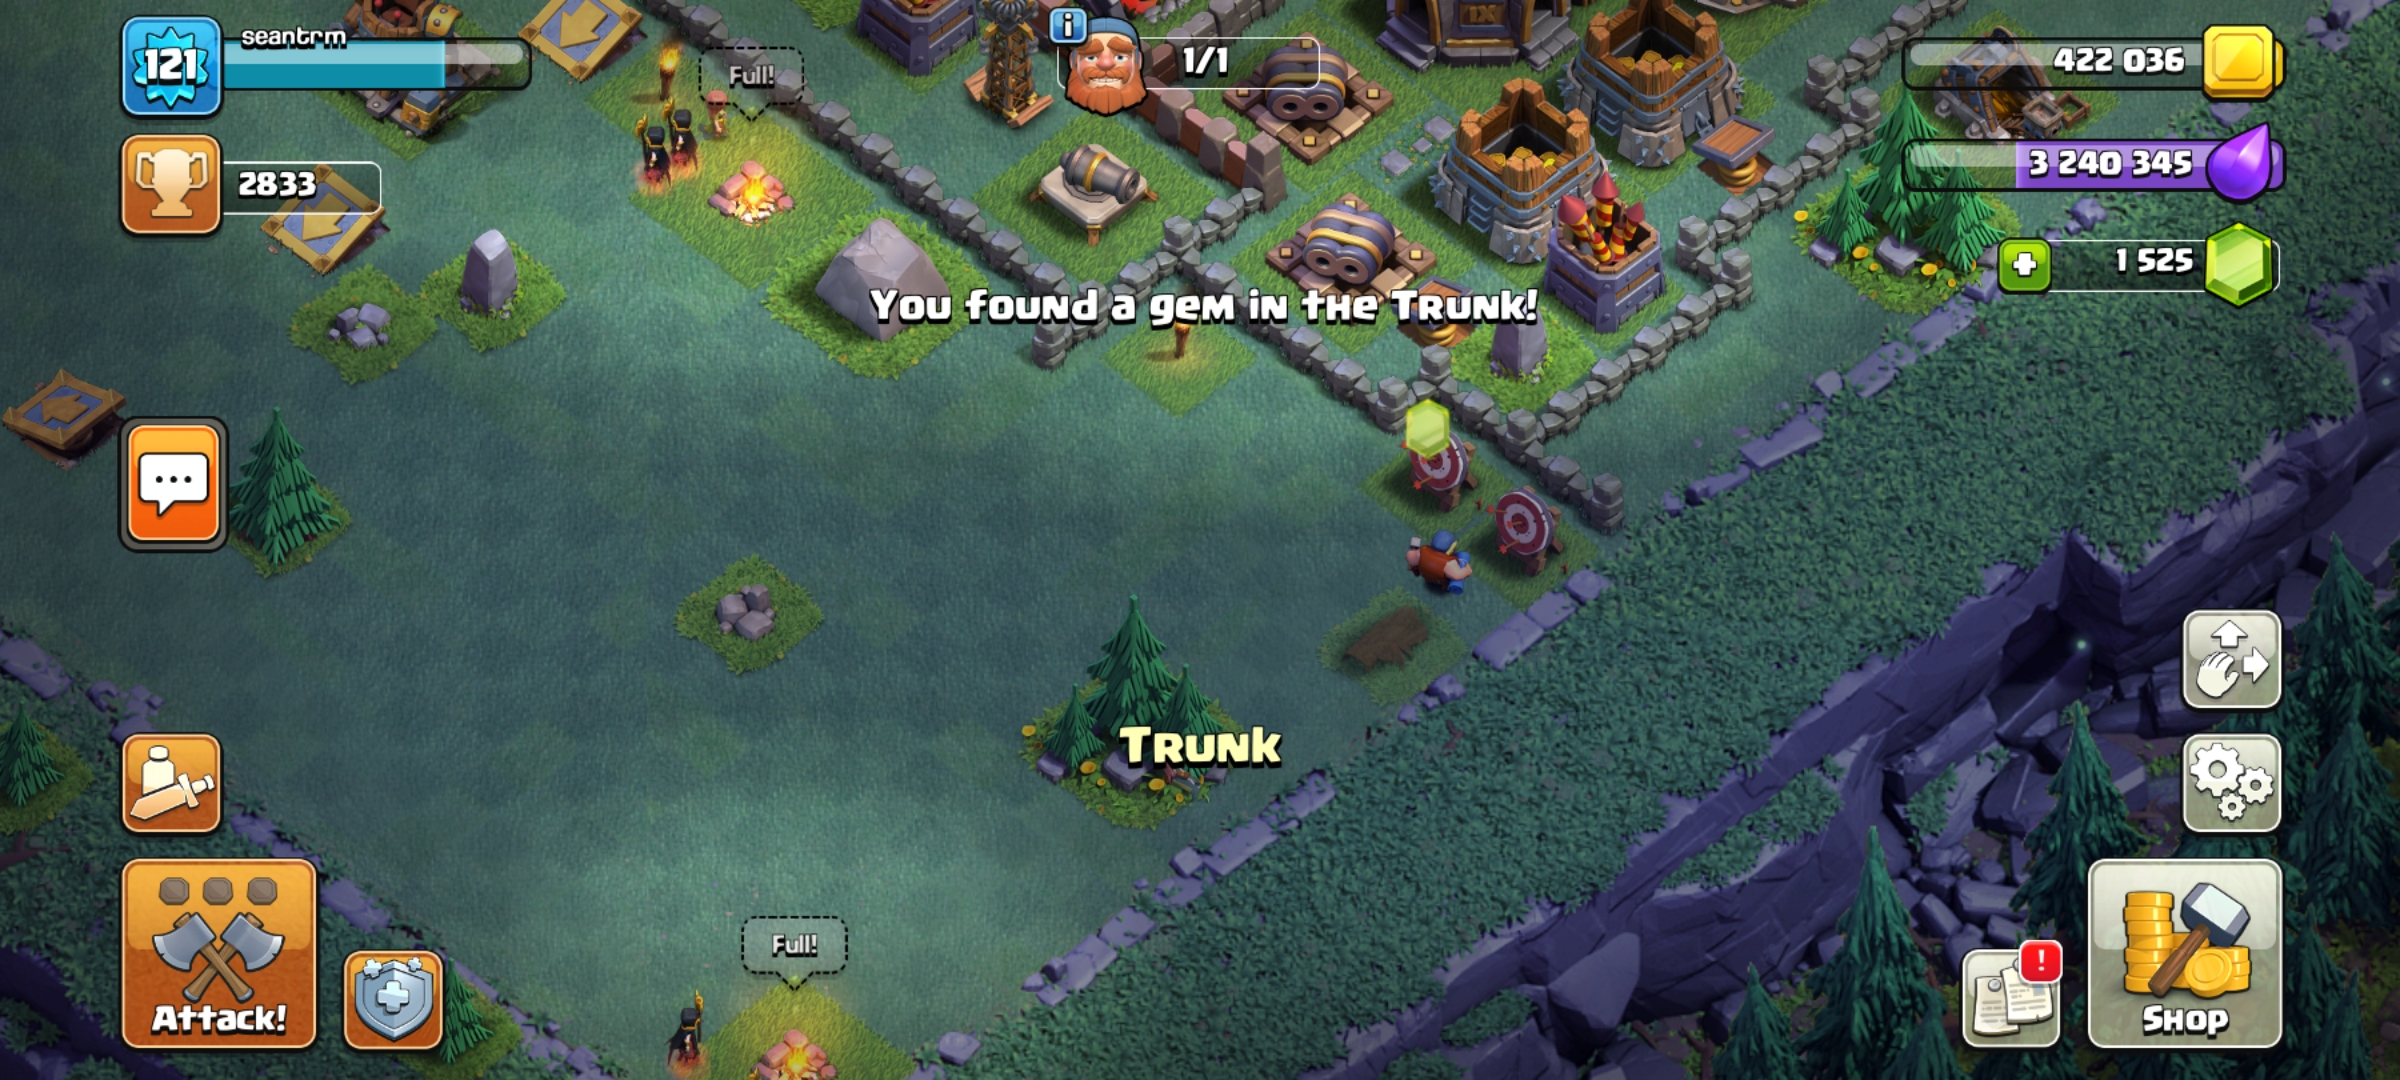 seantrm
121
Full!
1/1
422 036
2833
3 240 345
1 525
You found a gem in the Trunk!
Trunk
Full!
Attack!
!
Shop